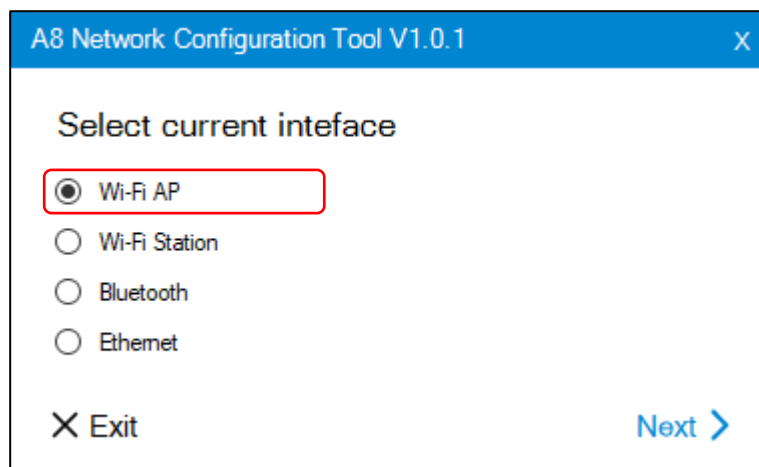 A8 Network Configuration Tool V1.0.1 X
Select current inteface
Wi-Fi AP
Wi-Fi Station
Bluetooth
Ethernet
Exit Next